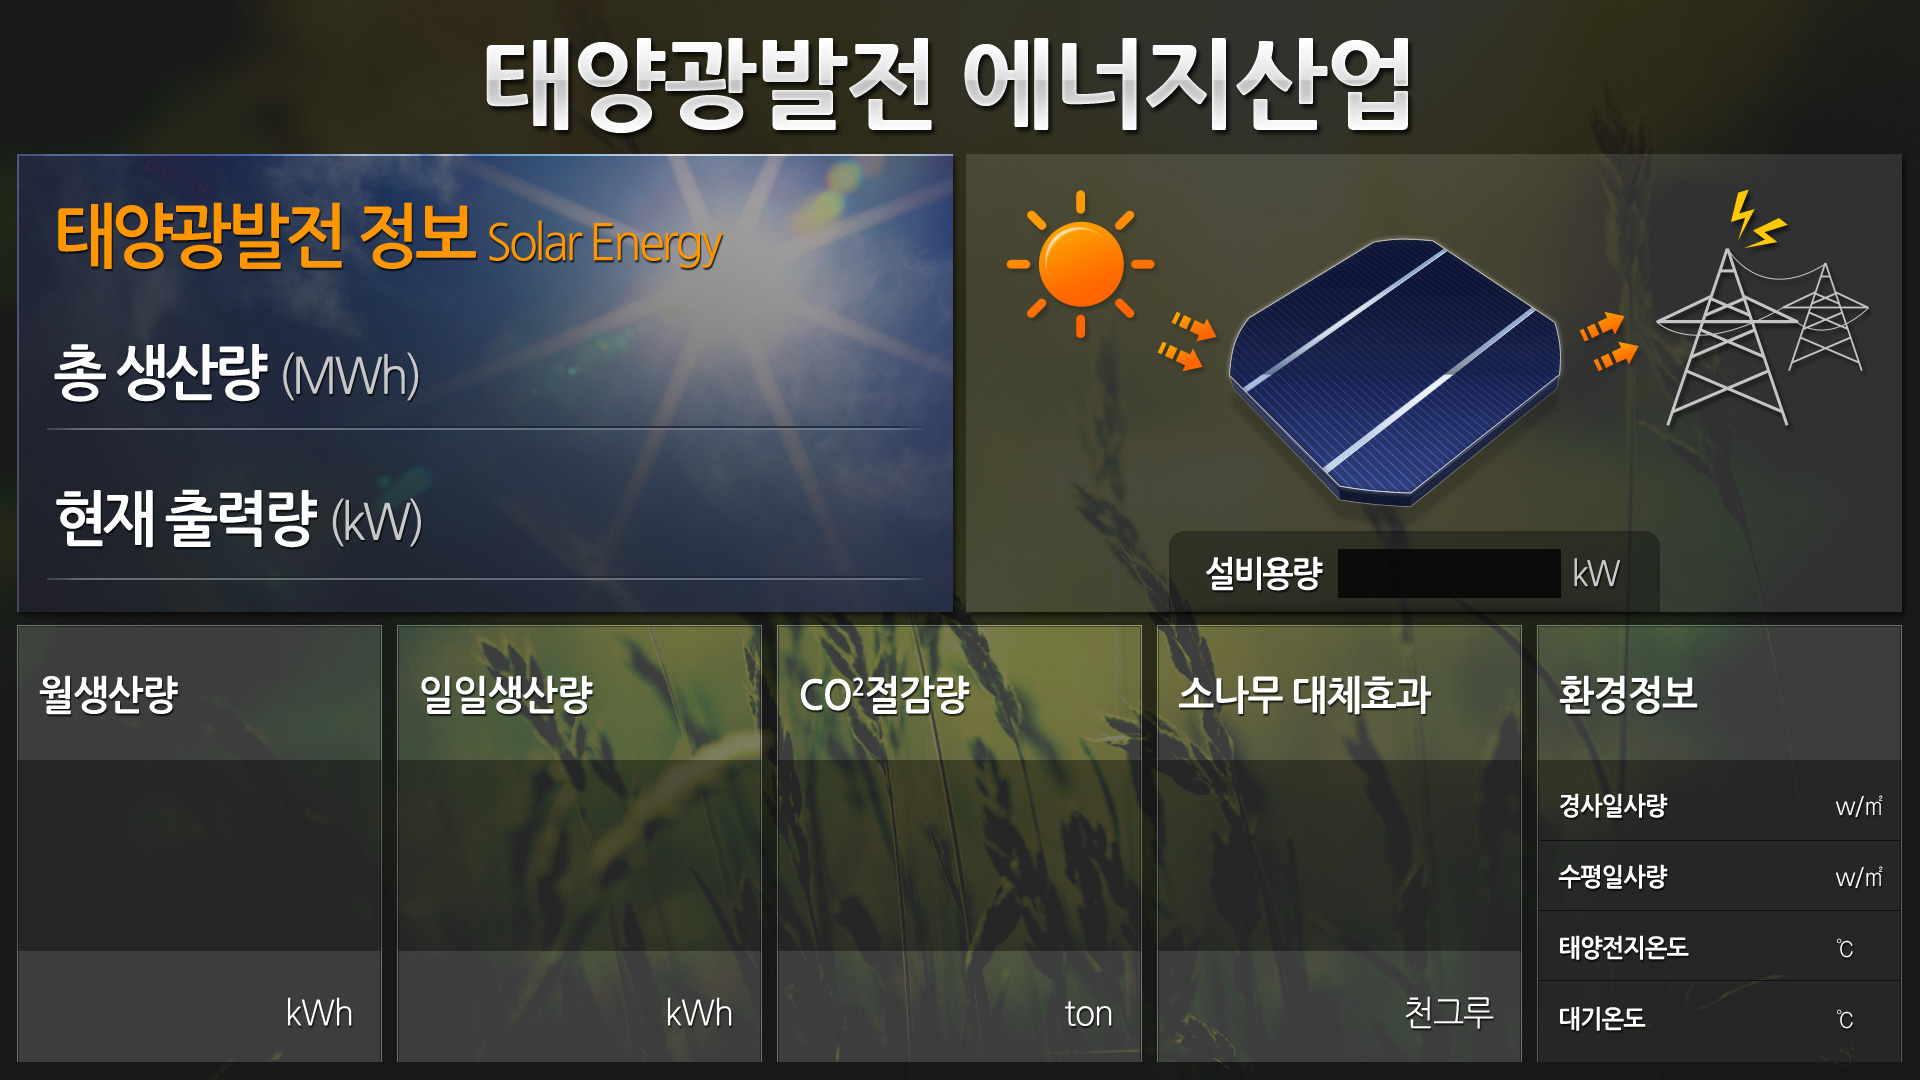 태양광발전 에너지산업
태양광발전 정보 Solar Energy
총 생산량 (MWh)
현재 출력량 (kW)
설비용량 kW
월생산량
kWh
일일생산량
kWh
CO²절감량
ton
소나무 대체효과
천그루
환경정보
경사일사량 w/㎡
수평일사량 w/㎡
태양전지온도 ℃
대기온도 ℃